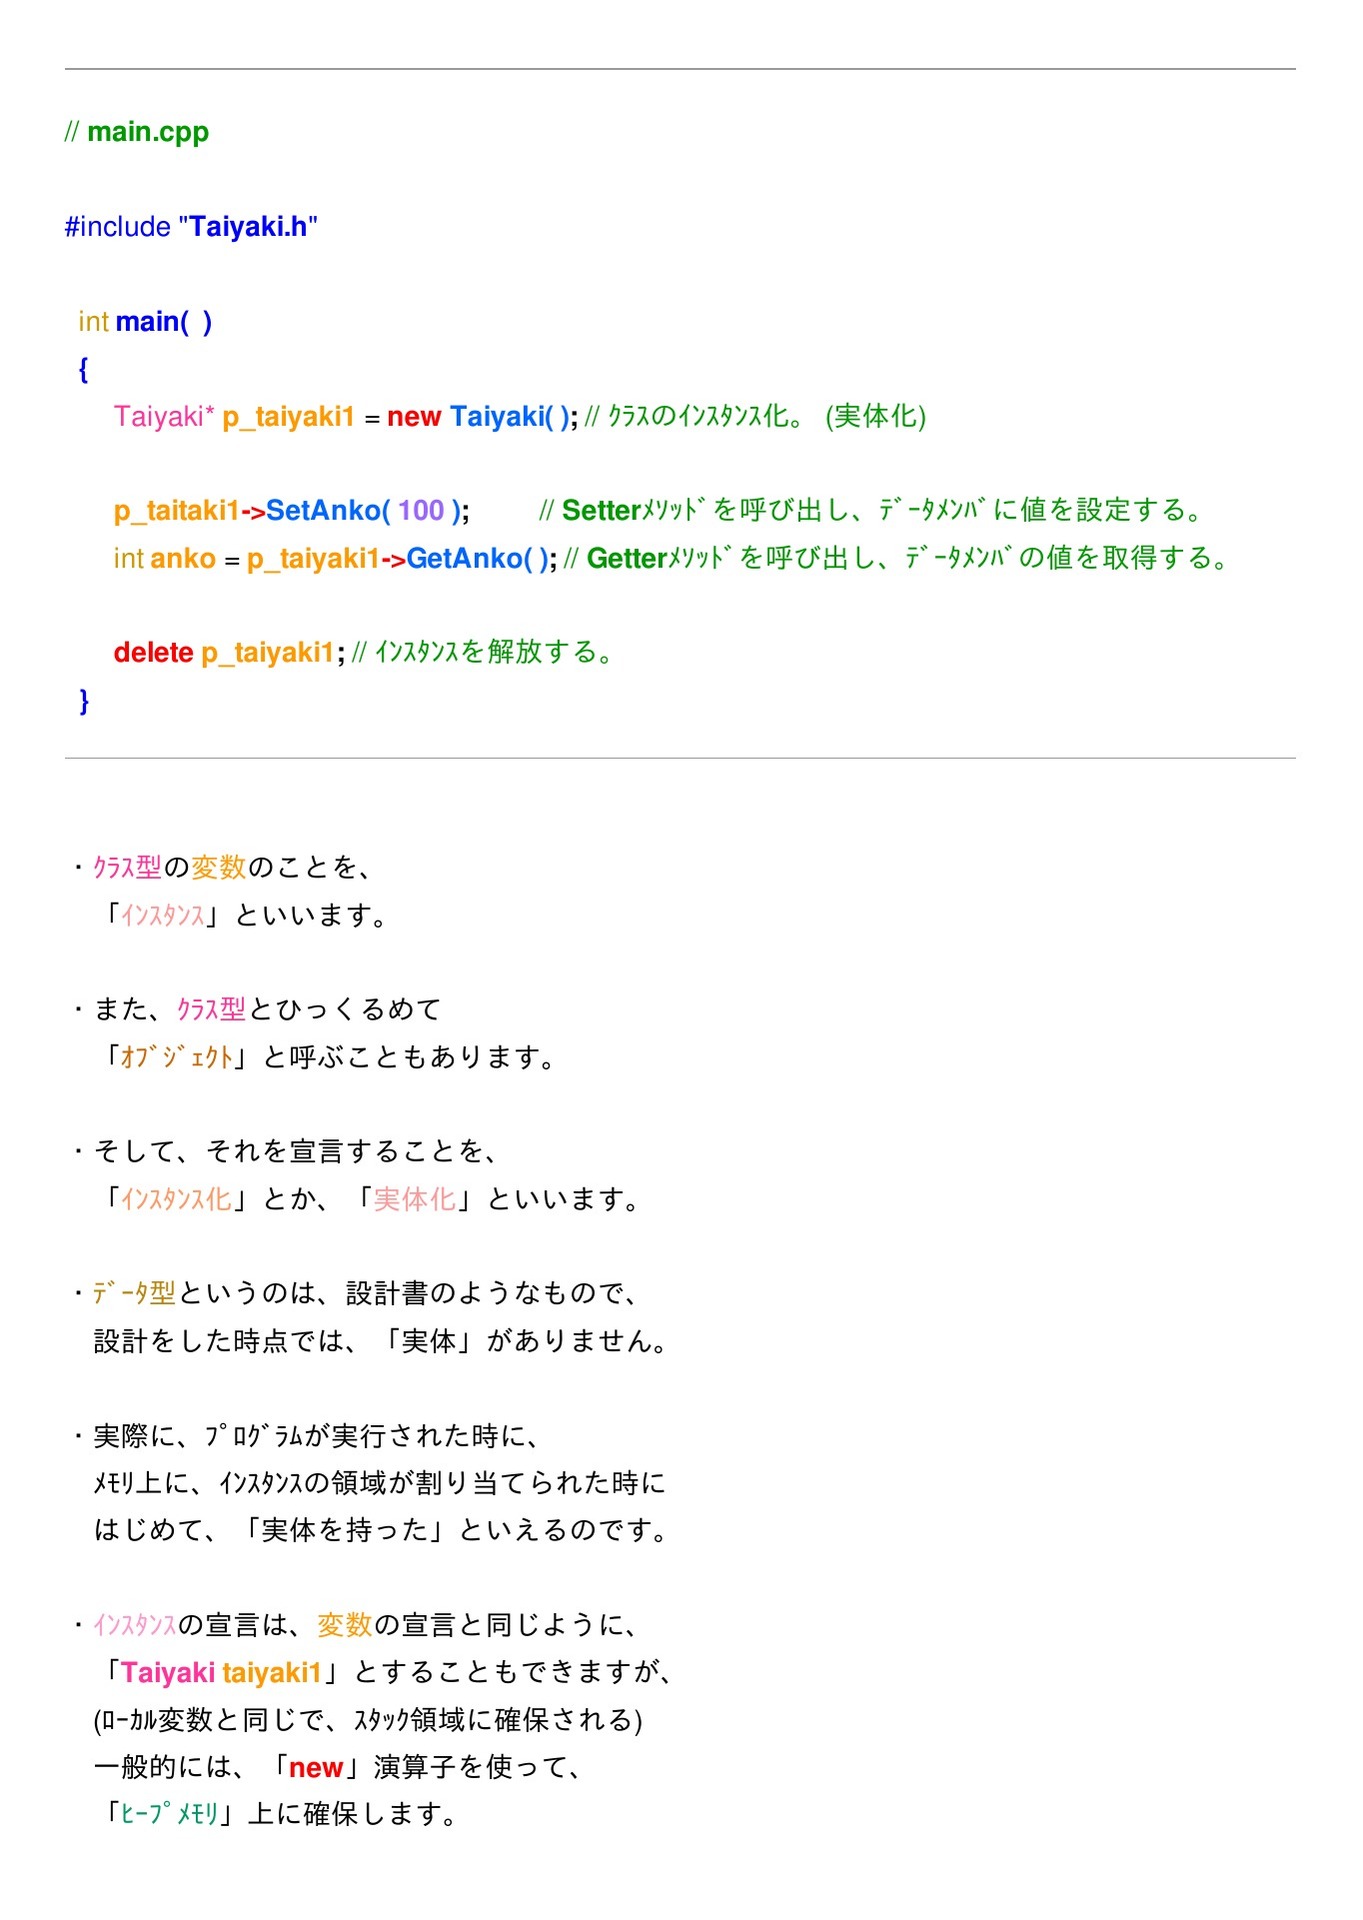 // main.cpp
#include "Taiyaki.h"
int main( )
{
Taiyaki* p_taiyaki1 = new Taiyaki( ); // ｸﾗｽのｲﾝｽﾀﾝｽ化。 (実体化)
p_taitaki1->SetAnko( 100 ); // Setterﾒｿｯﾄﾞを呼び出し、ﾃﾞｰﾀﾒﾝﾊﾞに値を設定する。
int anko = p_taiyaki1->GetAnko( ); // Getterﾒｿｯﾄﾞを呼び出し、ﾃﾞｰﾀﾒﾝﾊﾞの値を取得する。
delete p_taiyaki1; // ｲﾝｽﾀﾝｽを解放する。
}
・ｸﾗｽ型の変数のことを、
「ｲﾝｽﾀﾝｽ」といいます。
・また、ｸﾗｽ型とひっくるめて
「ｵﾌﾞｼﾞｪｸﾄ」と呼ぶこともあります。
・そして、それを宣言することを、
「ｲﾝｽﾀﾝｽ化」とか、「実体化」といいます。
・ﾃﾞｰﾀ型というのは、設計書のようなもので、
設計をした時点では、「実体」がありません。
・実際に、ﾌﾟﾛｸﾞﾗﾑが実行された時に、
ﾒﾓﾘ上に、ｲﾝｽﾀﾝｽの領域が割り当てられた時に
はじめて、「実体を持った」といえるのです。
・ｲﾝｽﾀﾝｽの宣言は、変数の宣言と同じように、
「Taiyaki taiyaki1」とすることもできますが、
(ﾛｰｶﾙ変数と同じで、ｽﾀｯｸ領域に確保される)
一般的には、「new」演算子を使って、
「ﾋｰﾌﾟﾒﾓﾘ」上に確保します。